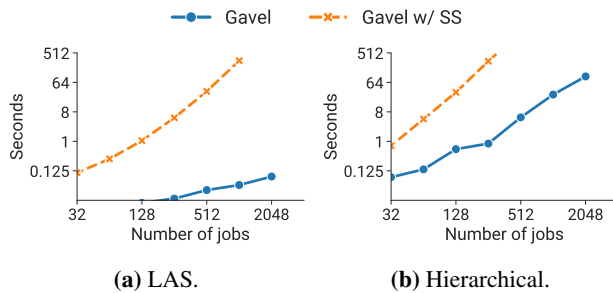 Gavel Gavel w/ SS
512
64
8
1
0.125
Seconds
32 128 512 2048
Number of jobs
(a) LAS.
512
64
8
1
0.125
Seconds
32 128 512 2048
Number of jobs
(b) Hierarchical.